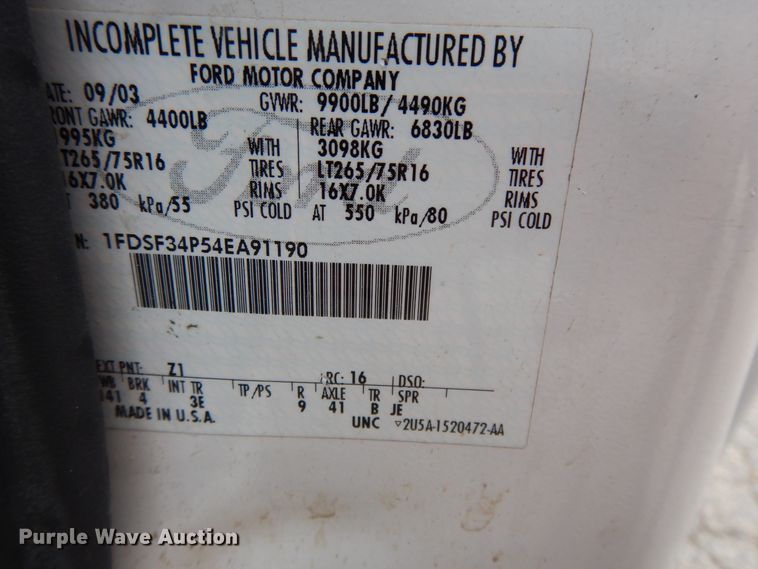 INCOMPLETE VEHICLE MANUFACTURED BY
FORD MOTOR COMPANY
ATE: 09/03 GVWR: 9900LB/4490KG
RONT GAWR: 4400LB REAR GAWR: 6830LB
1995KG WITH 3098KG WITH
LT265/75R16 TIRES LT265/75R16 TIRES
16X7.0K RIMS 16X7.0K RIMS
AT 380 kPa/55 PSI COLD AT 550 kPa/80 PSI COLD
N: 1FDSF34P54EA91190
Ford
EXT PNT: Z1 RC: 16 DSO:
WB BRK INT TR TP/PS R AXLE TR SPR
141 4 3E 9 41 B JE
MADE IN U.S.A. UNC ▽2U5A-1520472-AA
Purple Wave Auction